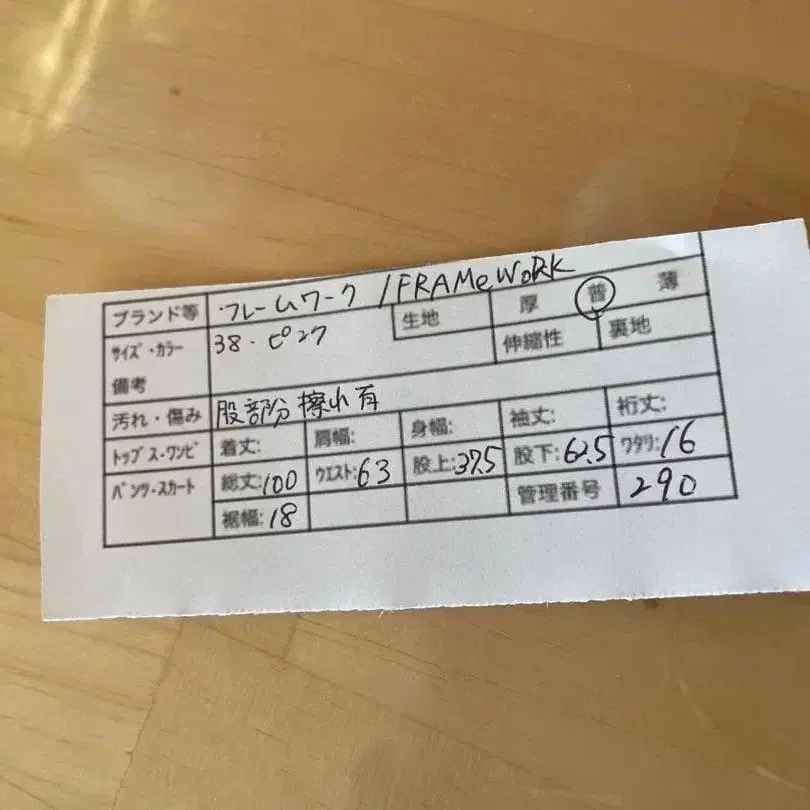 ブランド等 フレームワーク /FRAMeWoRK
サイズ・カラー 38・ピンク 生地 厚 普 薄
伸縮性 裏地
備考
汚れ・傷み 股部分擦れ有
トップス・ワンピ 着丈: 肩幅: 身幅: 袖丈: 裄丈:
パンツ・スカート 総丈:100 ウエスト:63 股上:37.5 股下:62.5 ワタリ:16
裾幅:18 管理番号 290